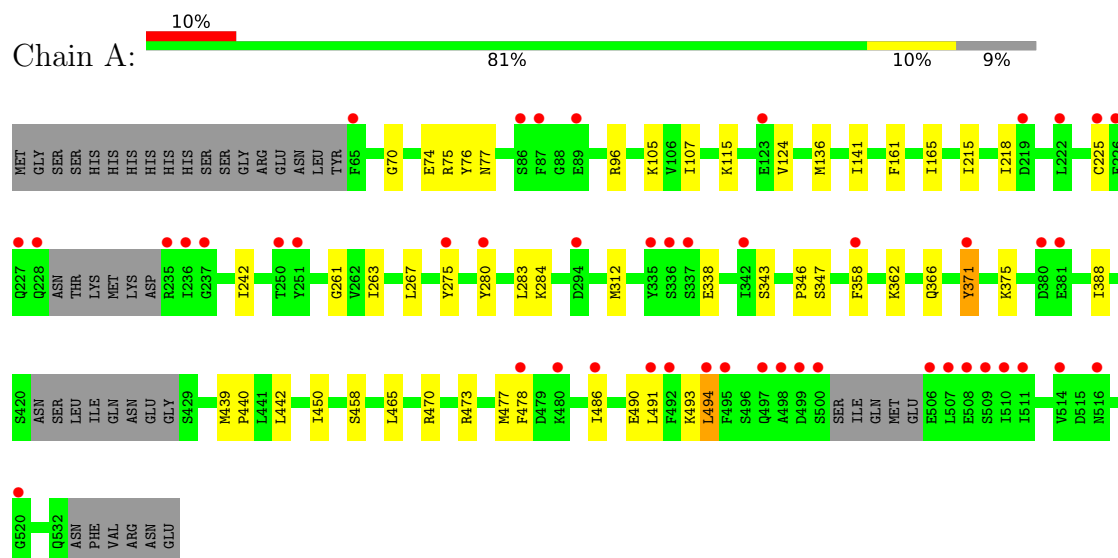 10%
Chain A:
81% 10% 9%
MET GLY SER SER HIS HIS HIS HIS HIS HIS SER SER GLY ARG GLU ASN LEU TYR F65 G70 E74 R75 Y76 N77 S86 F87 G88 E89 R96 K105 V106 I107 K115 E123 V124 M136 I141 F161 I165 I215 I218 D219 L222 C225 E226
Q227 Q228 ASN THR LYS MET LYS ASP R235 I236 G237 I242 T250 Y251 G261 V262 I263 L267 Y275 Y280 L283 K284 D294 M312 Y335 S336 S337 E338 I342 S343 P346 S347 F358 K362 Q366 Y371 K375 D380 E381 I388
S420 ASN SER LEU ILE GLN ASN GLU GLY S429 M439 P440 L441 L442 I450 S458 L465 R470 R473 M477 F478 D479 K480 I486 E490 L491 F492 K493 L494 F495 S496 Q497 A498 D499 S500 SER ILE GLN MET GLU E506 L507 E508 S509 I510 I511 V514 D515 N516
G520 Q532 ASN PHE VAL ARG ASN GLU